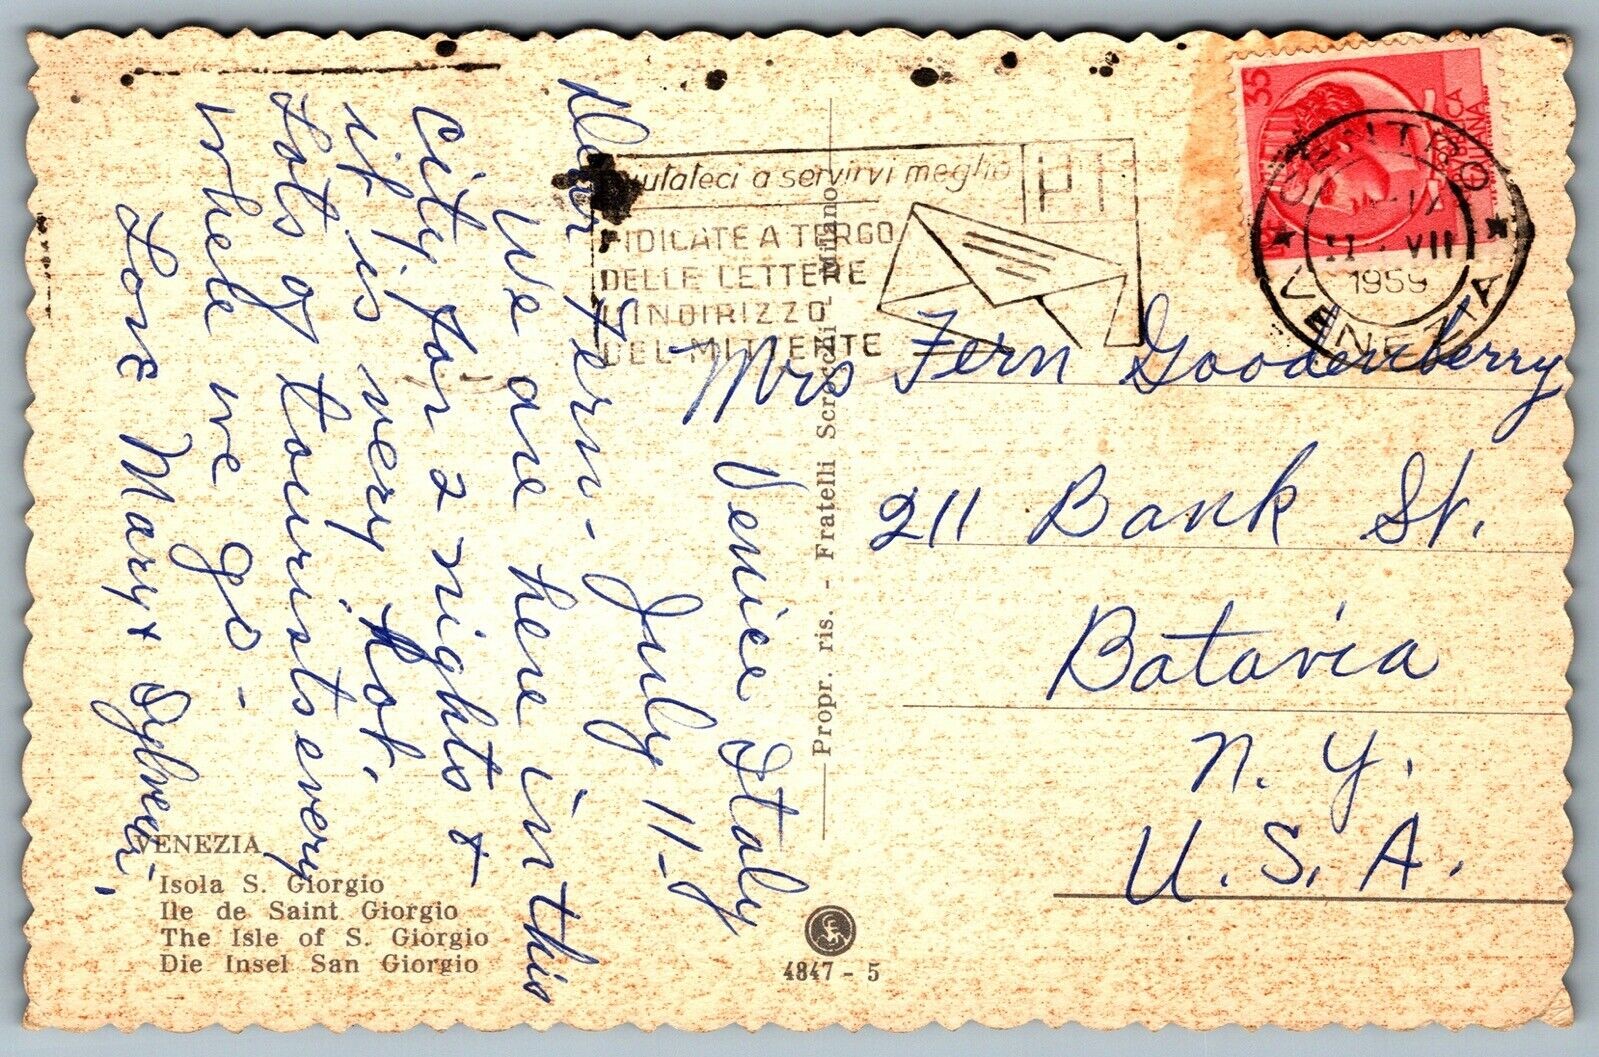 Venice Italy
July 11-
Dear Fern -
We are here in this
city for 2 nights &
it is very hot.
Lots of tourists every
where we go -
Love Mary &
Mrs Fern Goodenberry
211 Bank St.
Batavia
N. Y.
U. S. A.
VENEZIA
Isola S. Giorgio
Ile de Saint Giorgio
The Isle of S. Giorgio
Die Insel San Giorgio
Propr. ris. - Fratelli Scrocchi - Milano
4847 - 5
a servirvi meglio
PT
INDICATE A TERGO
DELLE LETTERE
L'INDIRIZZO
DEL MITTENTE
35
VENEZIA
CENTRO
1959